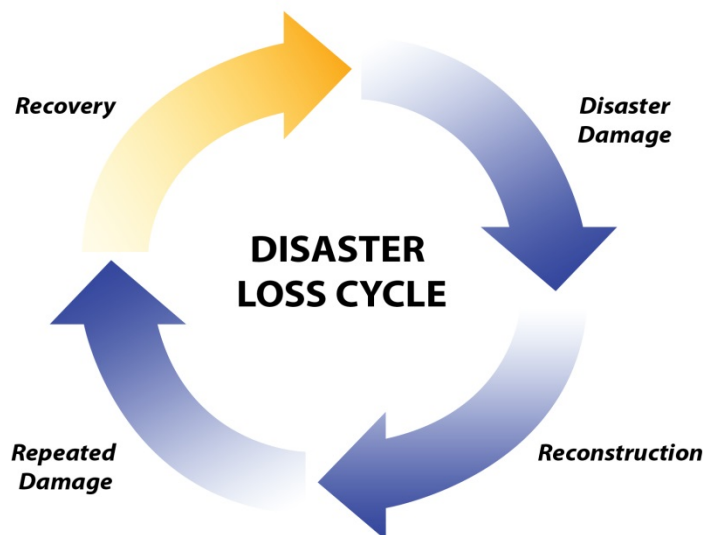 Recovery
Disaster
Damage
DISASTER
LOSS CYCLE
Repeated
Damage
Reconstruction